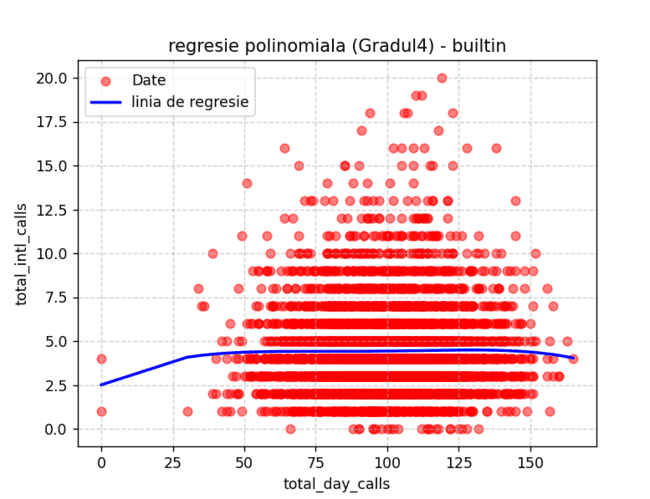 regresie polinomiala (Gradul4) - builtin
Date
linia de regresie
total_intl_calls
20.0
17.5
15.0
12.5
10.0
7.5
5.0
2.5
0.0
0 25 50 75 100 125 150
total_day_calls